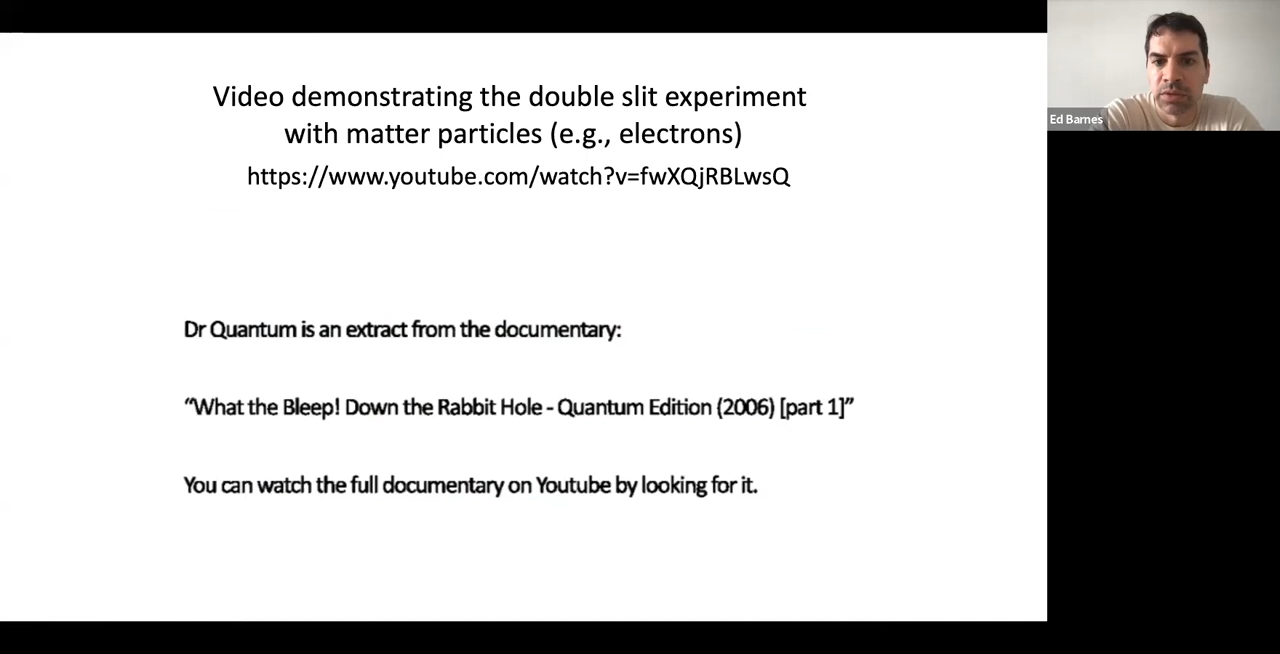 Video demonstrating the double slit experiment
with matter particles (e.g., electrons)
https://www.youtube.com/watch?v=fwXQjRBLwsQ
Ed Barnes
Dr Quantum is an extract from the documentary:
“What the Bleep! Down the Rabbit Hole - Quantum Edition (2006) [part 1]”
You can watch the full documentary on Youtube by looking for it.